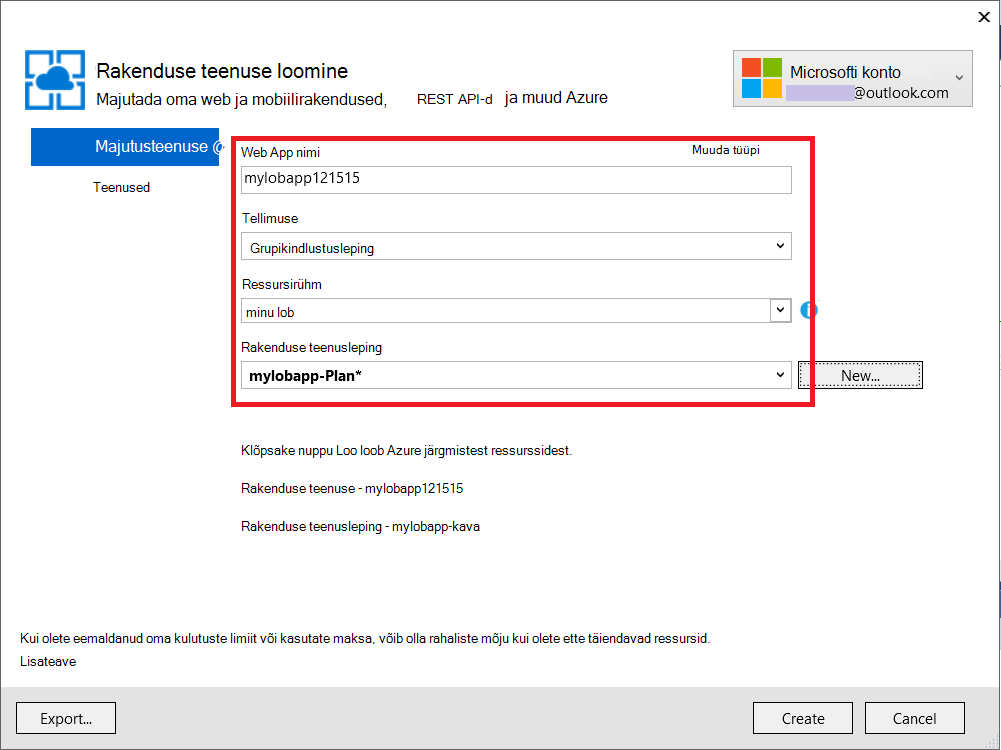 Rakenduse teenuse loomine
Majutada oma web ja mobiilirakendused, REST API-d ja muud Azure
Microsofti konto
@outlook.com
Majutusteenuse @
Teenused
Web App nimi
Muuda tüüpi
mylobapp121515
Tellimuse
Grupikindlustusleping
Ressursirühm
minu lob
Rakenduse teenusleping
mylobapp-Plan*
New...
Klõpsake nuppu Loo loob Azure järgmistest ressurssidest.
Rakenduse teenuse - mylobapp121515
Rakenduse teenusleping - mylobapp-kava
Kui olete eemaldanud oma kulutuste limiit või kasutate maksa, võib olla rahaliste mõju kui olete ette täiendavad ressursid.
Lisateave
Export...
Create
Cancel